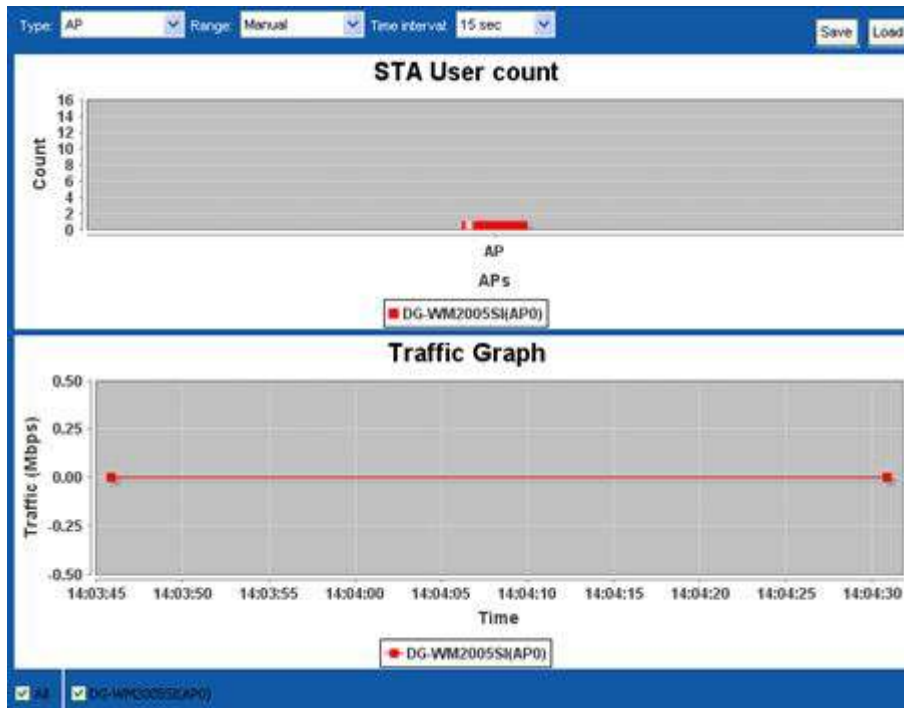 Type: AP Range: Manual Time interval: 15 sec Save Load
STA User count
16
14
12
10
8
6
4
2
0
Count
AP
APs
DG-WM2005SI(AP0)
Traffic Graph
0.50
0.25
0.00
-0.25
-0.50
Traffic (Mbps)
14:03:45 14:03:50 14:03:55 14:04:00 14:04:05 14:04:10 14:04:15 14:04:20 14:04:25 14:04:30
Time
DG-WM2005SI(AP0)
All DG-WM2005SI(AP0)